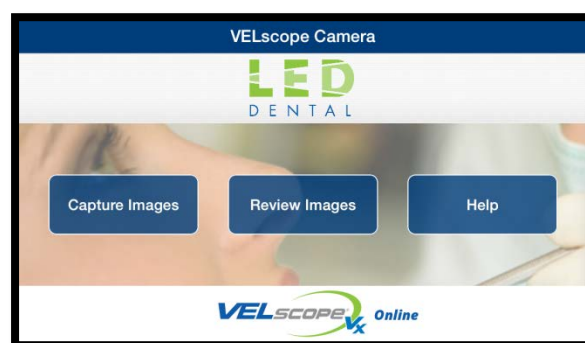 VELscope Camera
LED
DENTAL
Capture Images
Review Images
Help
VELscope Vx Online